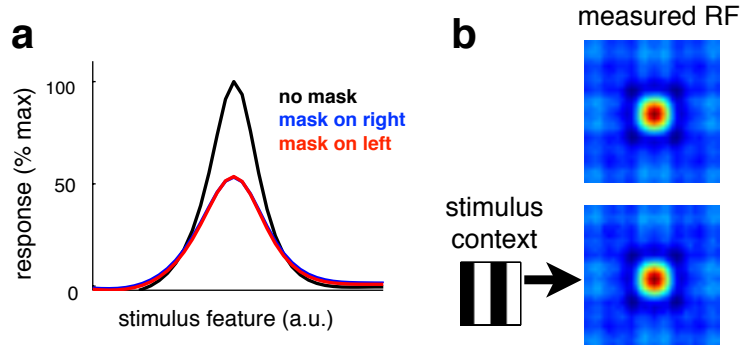 a
response (% max)
100
50
0
no mask
mask on right
mask on left
stimulus feature (a.u.)
b
measured RF
stimulus
context